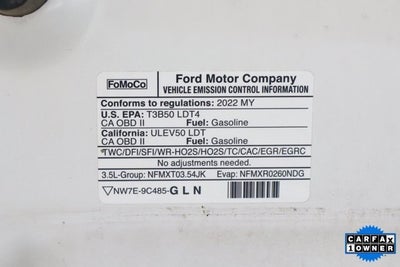 FoMoCo
Ford Motor Company
VEHICLE EMISSION CONTROL INFORMATION
Conforms to regulations: 2022 MY
U.S. EPA: T3B50 LDT4
CA OBD II Fuel: Gasoline
California: ULEV50 LDT
CA OBD II Fuel: Gasoline
TWC/DFI/SFI/WR-HO2S/HO2S/TC/CAC/EGR/EGRC
No adjustments needed.
3.5L-Group: NFMXT03.54JK Evap: NFMXR0260NDG
NW7E-9C485-GLN
CARFAX
1 OWNER